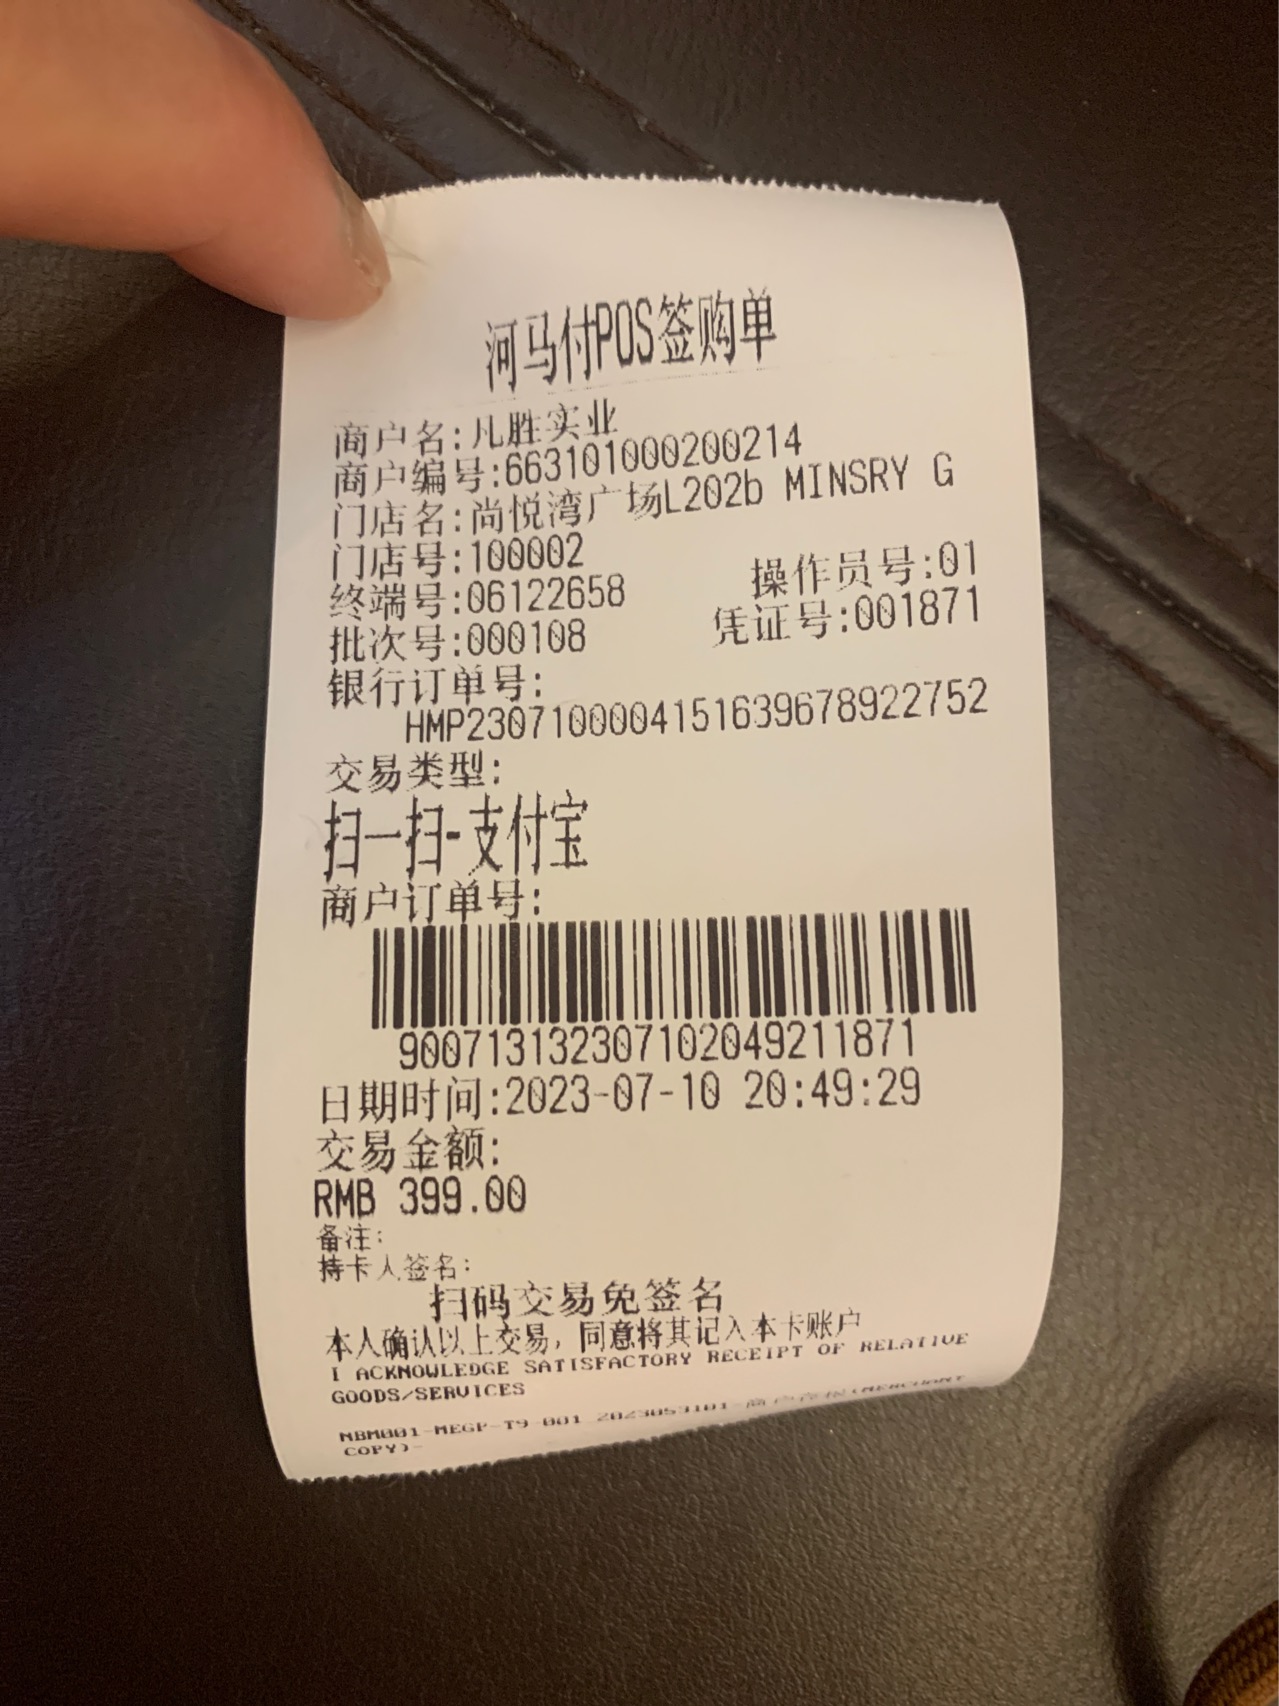 河马付POS签购单
商户名:凡胜实业
商户编号:663101000200214
门店名:尚悦湾广场L202b MINSRY G
门店号:100002
终端号:06122658 操作员号:01
批次号:000108 凭证号:001871
银行订单号:
HMP230710000415163967892 2752
交易类型:
扫一扫-支付宝
商户订单号:
900713132307102049211871
日期时间:2023-07-10 20:49:29
交易金额:
RMB 399.00
备注:
持卡人签名:
扫码交易免签名
本人确认以上交易，同意将其记入本卡账户
I ACKNOWLEDGE SATISFACTORY RECEIPT OF RELATIVE
GOODS/SERVICES
(MERCHANT
COPY)-